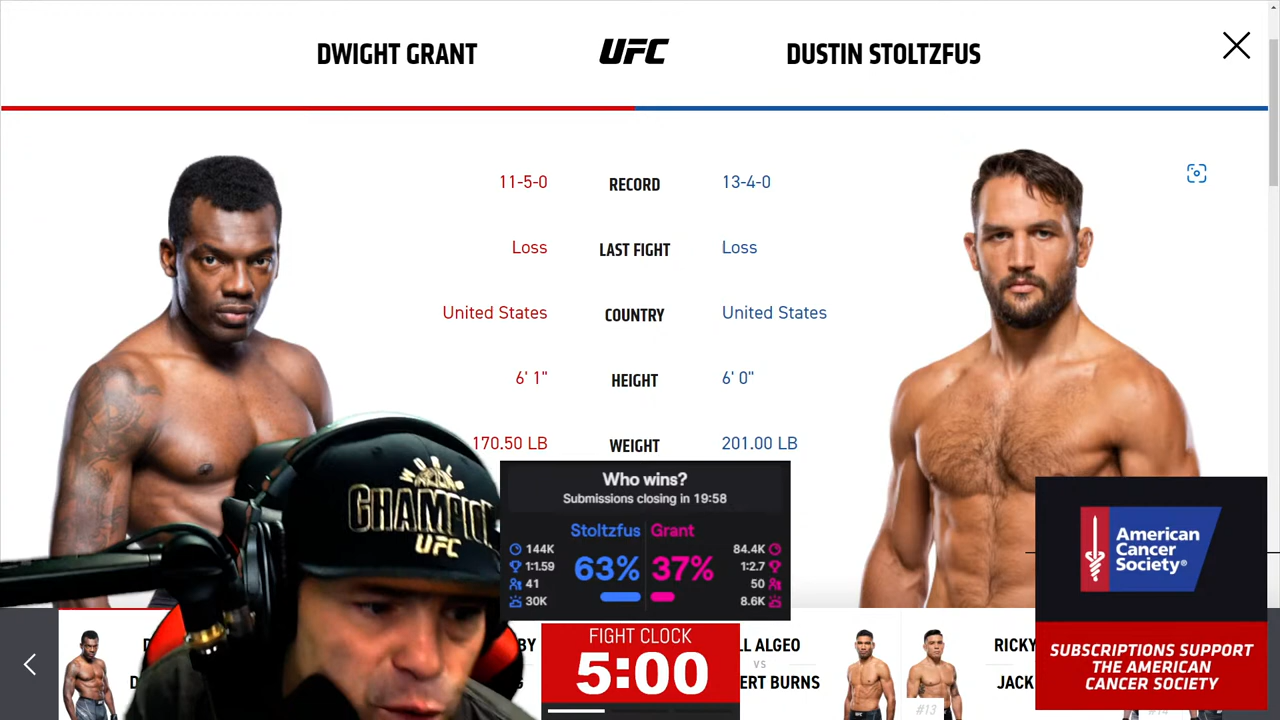 DWIGHT GRANT
UFC
DUSTIN STOLTZFUS
11-5-0 RECORD 13-4-0
Loss LAST FIGHT Loss
United States COUNTRY United States
6' 1" HEIGHT 6' 0"
170.50 LB WEIGHT 201.00 LB
WORLD
CHAMPION
UFC
Who wins?
Submissions closing in 19:58
Stoltzfus Grant
144K 63% 37% 84.4K
1:1.59 1:2.7
41 50
30K 8.6K
FIGHT CLOCK
5:00
American
Cancer
Society®
SUBSCRIPTIONS SUPPORT
THE AMERICAN
CANCER SOCIETY
ALGEO
VS
BURNS
#13
RICKY
JACK
#14